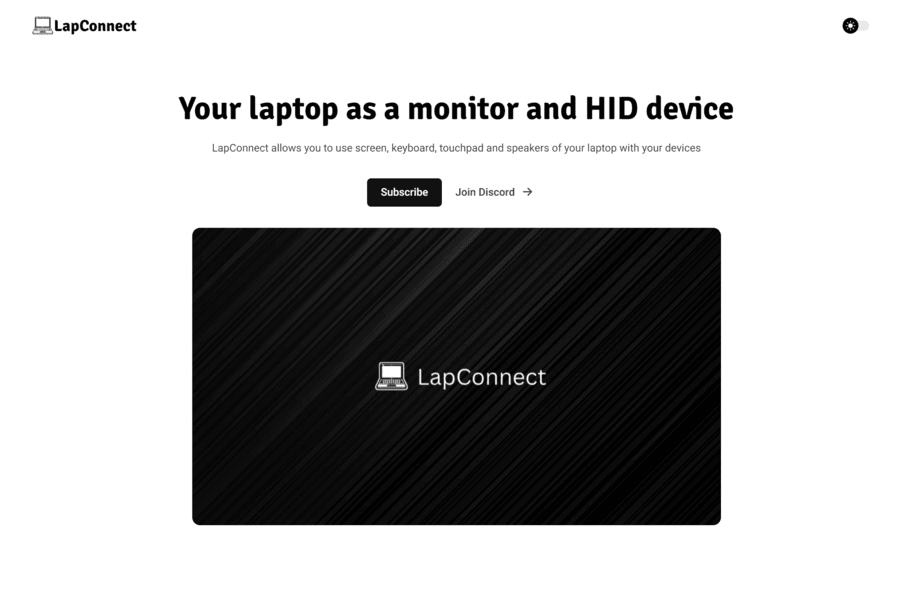 LapConnect
Your laptop as a monitor and HID device
LapConnect allows you to use screen, keyboard, touchpad and speakers of your laptop with your devices
Subscribe
Join Discord
LapConnect